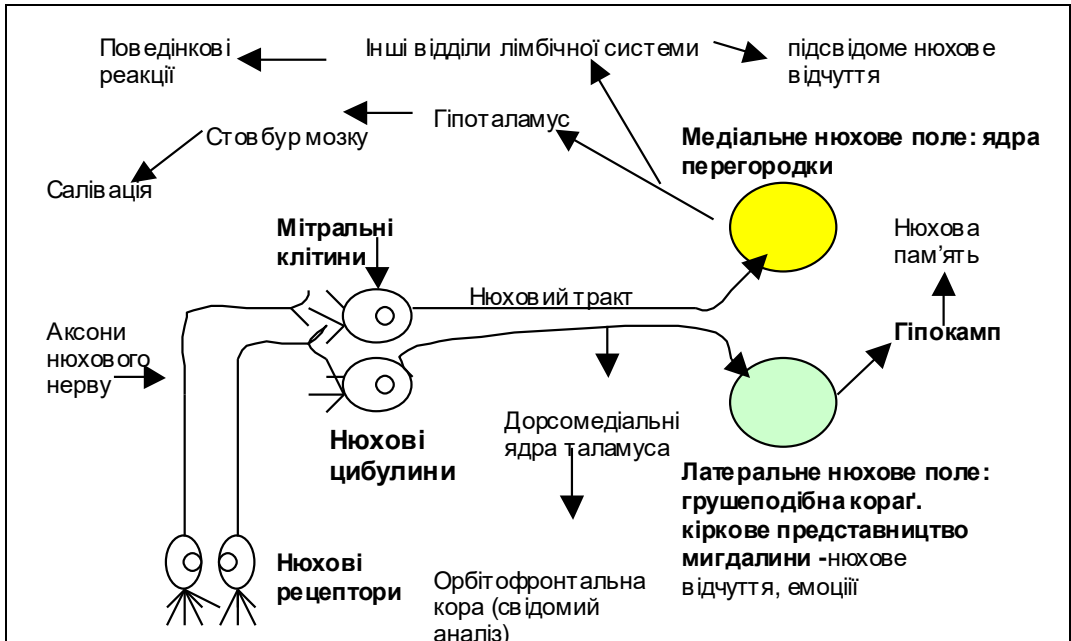 Поведінкові
реакції
Інші відділи лімбічної системи
підсвідоме нюхове
відчуття
Гіпоталамус
Стовбур мозку
Салівація
Медіальне нюхове поле: ядра
перегородки
Мітральні
клітини
Нюхова
пам'ять
Нюховий тракт
Аксони
нюхового
нерву
Гіпокамп
Нюхові
цибулини
Дорсомедіальні
ядра таламуса
Латеральне нюхове поле:
грушеподібна кораґ.
кіркове представництво
мигдалини -нюхове
відчуття, емоціії
Нюхові
рецептори
Орбітофронтальна
кора (свідомий
аналіз)